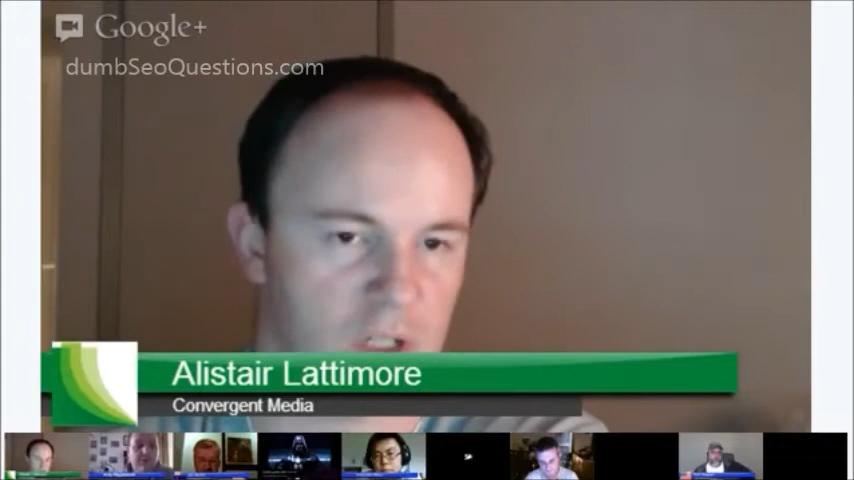 Google+
dumbSeoQuestions.com
Alistair Lattimore
Convergent Media